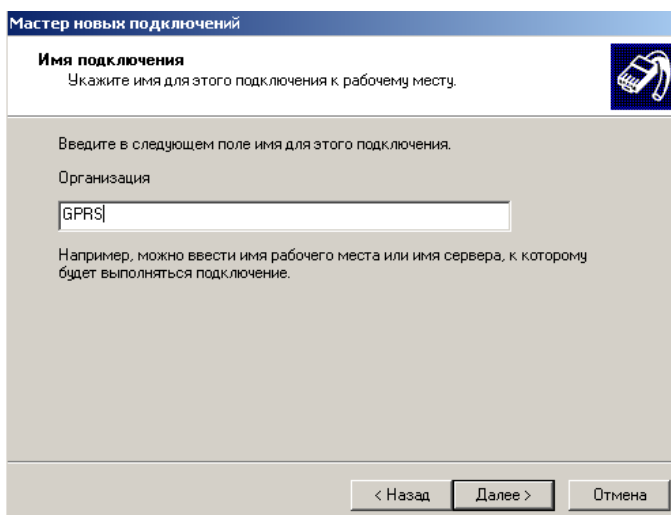 Мастер новых подключений
Имя подключения
Укажите имя для этого подключения к рабочему месту.
Введите в следующем поле имя для этого подключения.
Организация
GPRS
Например, можно ввести имя рабочего места или имя сервера, к которому
будет выполняться подключение.
< Назад
Далее >
Отмена